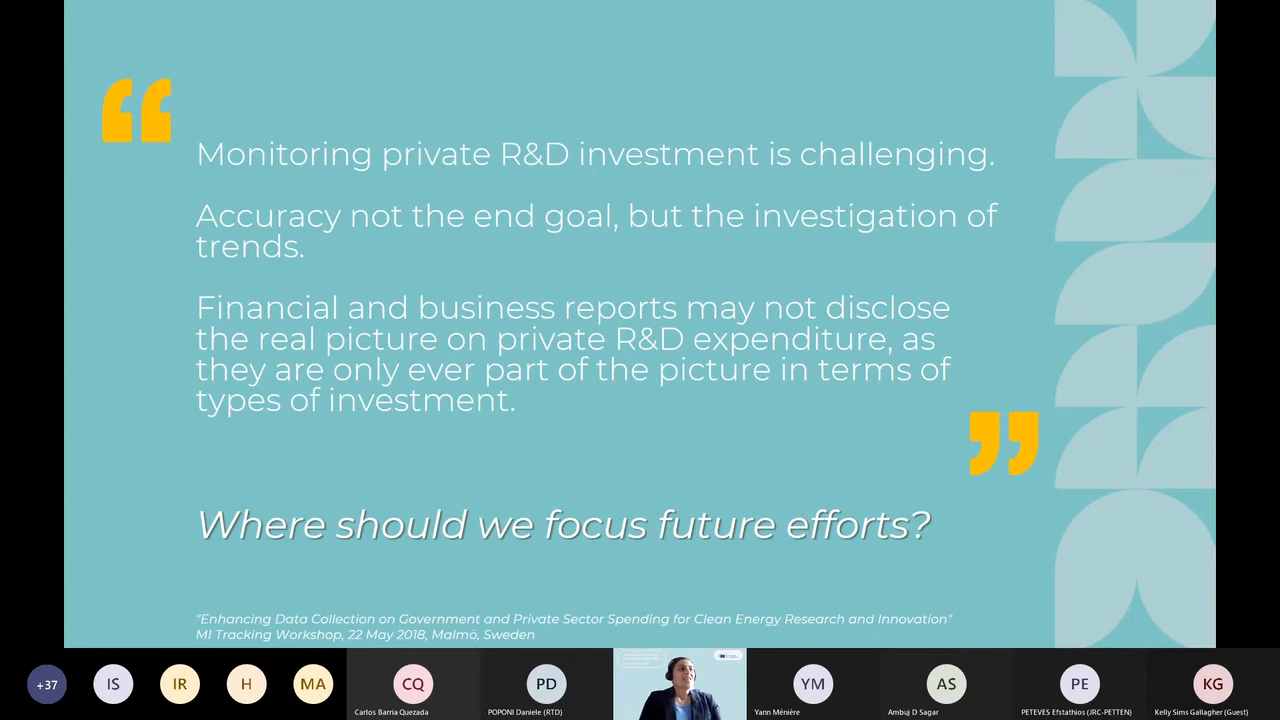 “
Monitoring private R&D investment is challenging.
Accuracy not the end goal, but the investigation of
trends.
Financial and business reports may not disclose
the real picture on private R&D expenditure, as
they are only ever part of the picture in terms of
types of investment.
”
Where should we focus future efforts?
"Enhancing Data Collection on Government and Private Sector Spending for Clean Energy Research and Innovation"
MI Tracking Workshop, 22 May 2018, Malmö, Sweden
+37
IS
IR
H
MA
CQ
Carlos Barria Quezada
PD
POPONI Daniele (RTD)
YM
Yann Ménière
AS
Ambuj D Sagar
PE
PETEVES Efstathios (JRC-PETTEN)
KG
Kelly Sims Gallagher (Guest)